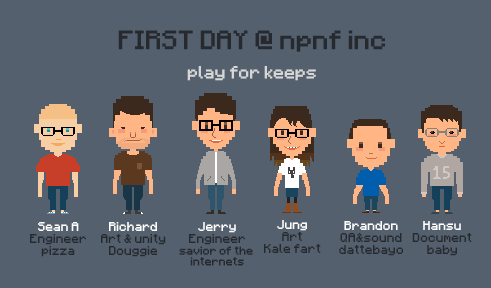 FIRST DAY @ npnf inc
play for keeps
15
Sean A
Engineer
pizza
Richard
Art & unity
Douggie
Jerry
Engineer
savior of the
internets
Jung
Art
Kale fart
Brandon
QA&sound
dattebayo
Hansu
Document
baby